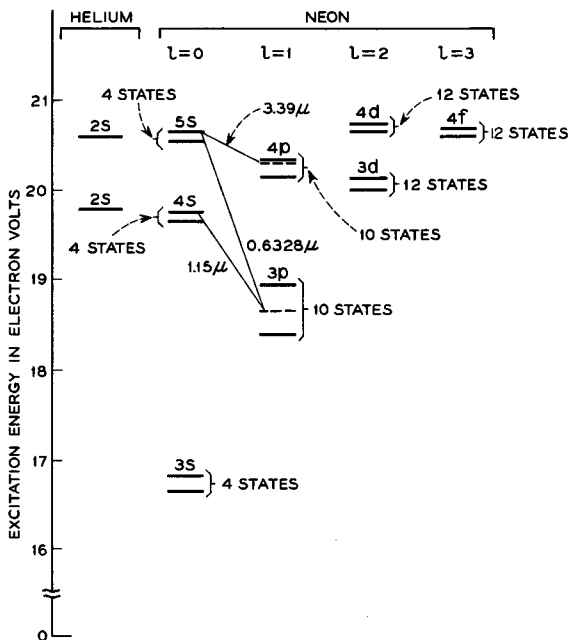 HELIUM NEON
l=0 l=1 l=2 l=3
EXCITATION ENERGY IN ELECTRON VOLTS
21
20
19
18
17
16
0
4 STATES
2S
5S
3.39μ
4p
4d
12 STATES
4f
12 STATES
3d
12 STATES
10 STATES
2S
4S
4 STATES
1.15μ
0.6328μ
3p
10 STATES
3S
4 STATES